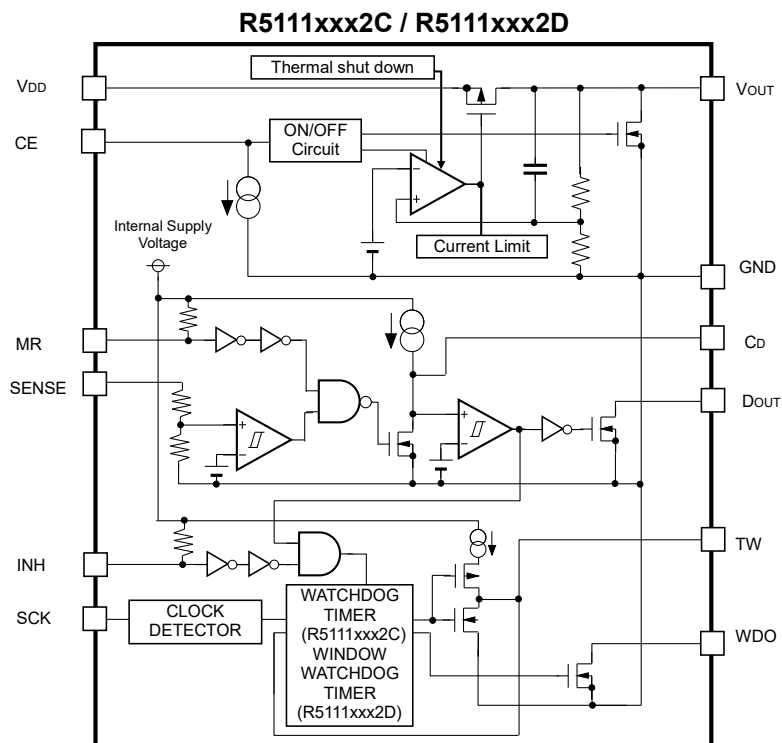 R5111xxx2C / R5111xxx2D
Thermal shut down
VDD
VOUT
CE
ON/OFF
Circuit
−
+
Internal Supply
Voltage
Current Limit
GND
MR
CD
SENSE
DOUT
+
−
+
−
INH
TW
SCK
CLOCK
DETECTOR
WATCHDOG
TIMER
(R5111xxx2C)
WINDOW
WATCHDOG
TIMER
(R5111xxx2D)
WDO